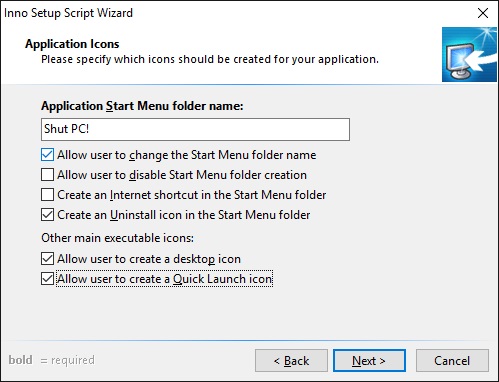 Inno Setup Script Wizard
Application Icons
Please specify which icons should be created for your application.
Application Start Menu folder name:
Shut PC!
Allow user to change the Start Menu folder name
Allow user to disable Start Menu folder creation
Create an Internet shortcut in the Start Menu folder
Create an Uninstall icon in the Start Menu folder
Other main executable icons:
Allow user to create a desktop icon
Allow user to create a Quick Launch icon
bold = required
< Back
Next >
Cancel